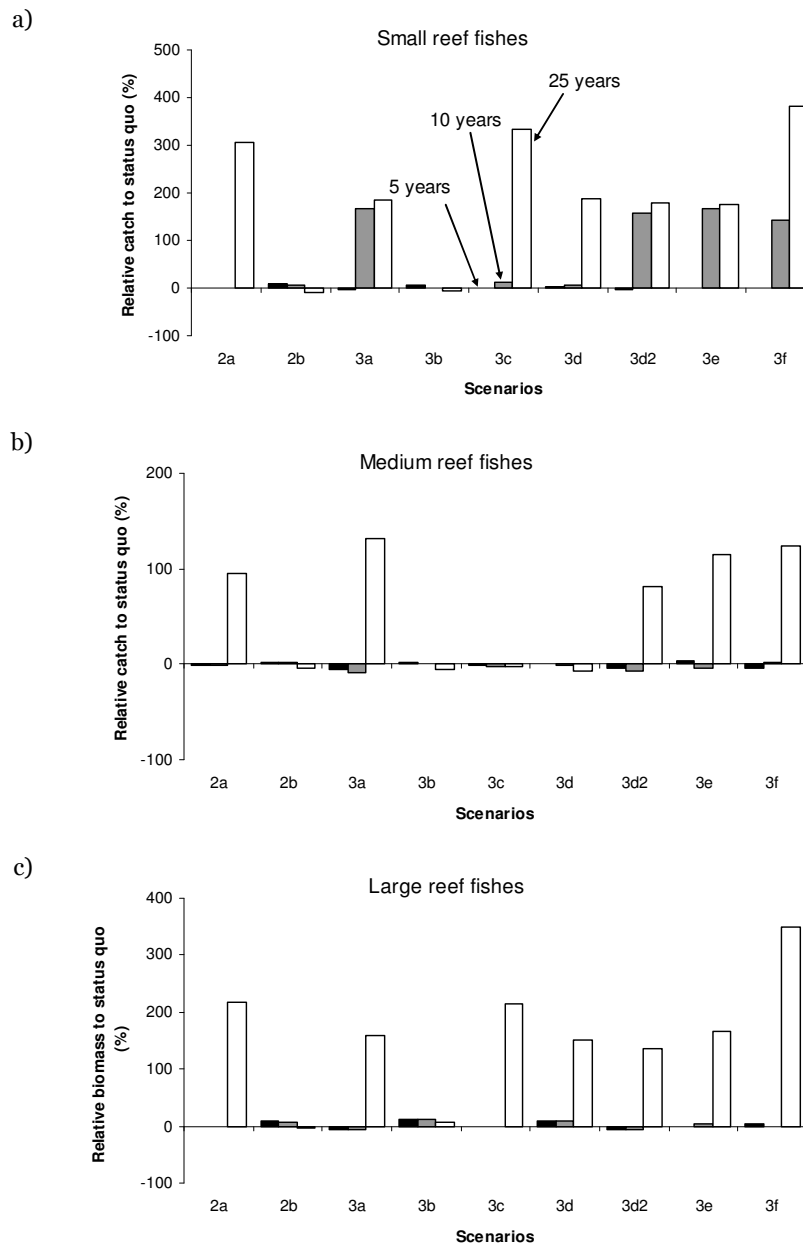 a)
Small reef fishes
Relative catch to status quo (%)
500
400
300
200
100
0
-100
25 years
10 years
5 years
2a 2b 3a 3b 3c 3d 3d2 3e 3f
Scenarios
b)
Medium reef fishes
Relative catch to status quo (%)
200
100
0
-100
2a 2b 3a 3b 3c 3d 3d2 3e 3f
Scenarios
c)
Large reef fishes
Relative biomass to status quo
(%)
400
300
200
100
0
-100
2a 2b 3a 3b 3c 3d 3d2 3e 3f
Scenarios